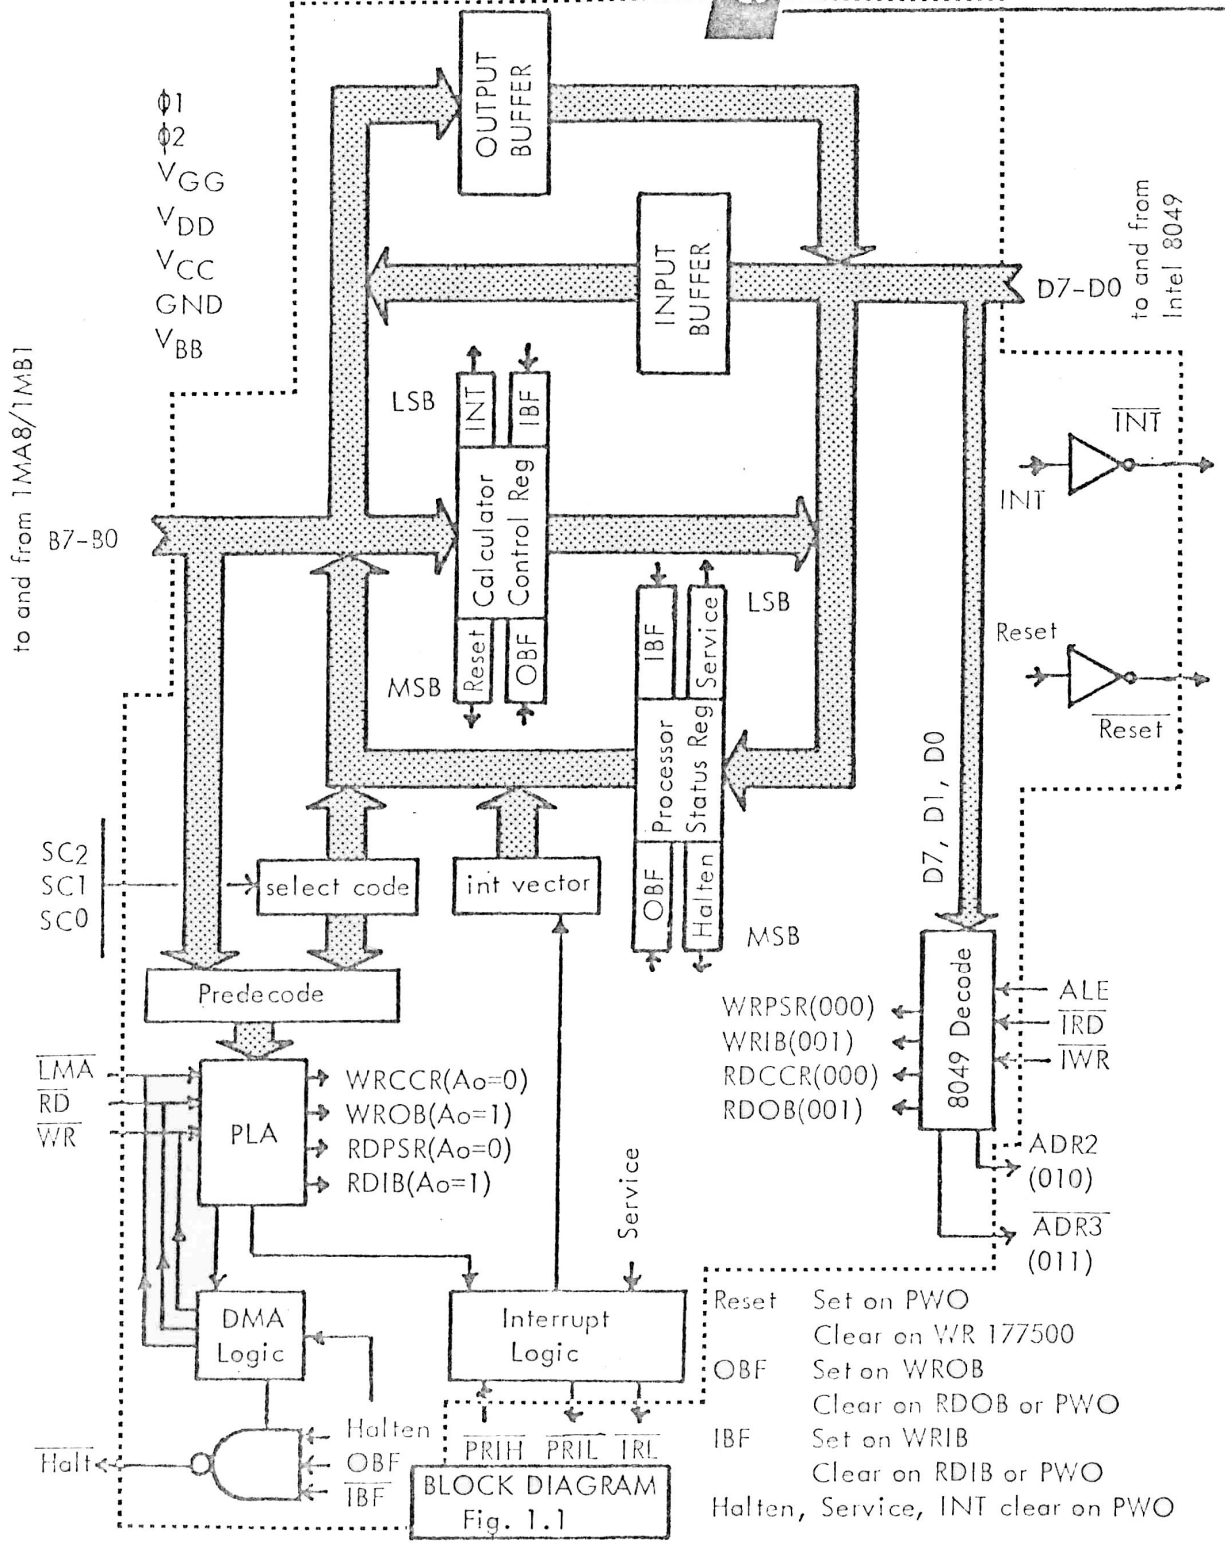 ϕ1
ϕ2
VGG
VDD
VCC
GND
VBB
OUTPUT
BUFFER
INPUT
BUFFER
D7-D0
to and from
Intel 8049
to and from 1MA8/1MB1
B7-B0
LSB
INT
IBF
Calculator
Control Reg
MSB
Reset
OBF
INT
INT
Reset
Reset
IBF
Service
LSB
Processor
Status Reg
OBF
Halten
MSB
D7, D1, D0
SC2
SC1
SC0
select code
int vector
Predecode
LMA
RD
WR
PLA
WRCCR(Ao=0)
WROB(Ao=1)
RDPSR(Ao=0)
RDIB(Ao=1)
WRPSR(000)
WRIB(001)
RDCCR(000)
RDOB(001)
8049 Decode
ALE
IRD
IWR
ADR2
(010)
ADR3
(011)
Service
DMA
Logic
Interrupt
Logic
Halten
OBF
IBF
Halt
PRIH PRIL IRL
BLOCK DIAGRAM
Fig. 1.1
Reset Set on PWO
Clear on WR 177500
OBF Set on WROB
Clear on RDOB or PWO
IBF Set on WRIB
Clear on RDIB or PWO
Halten, Service, INT clear on PWO